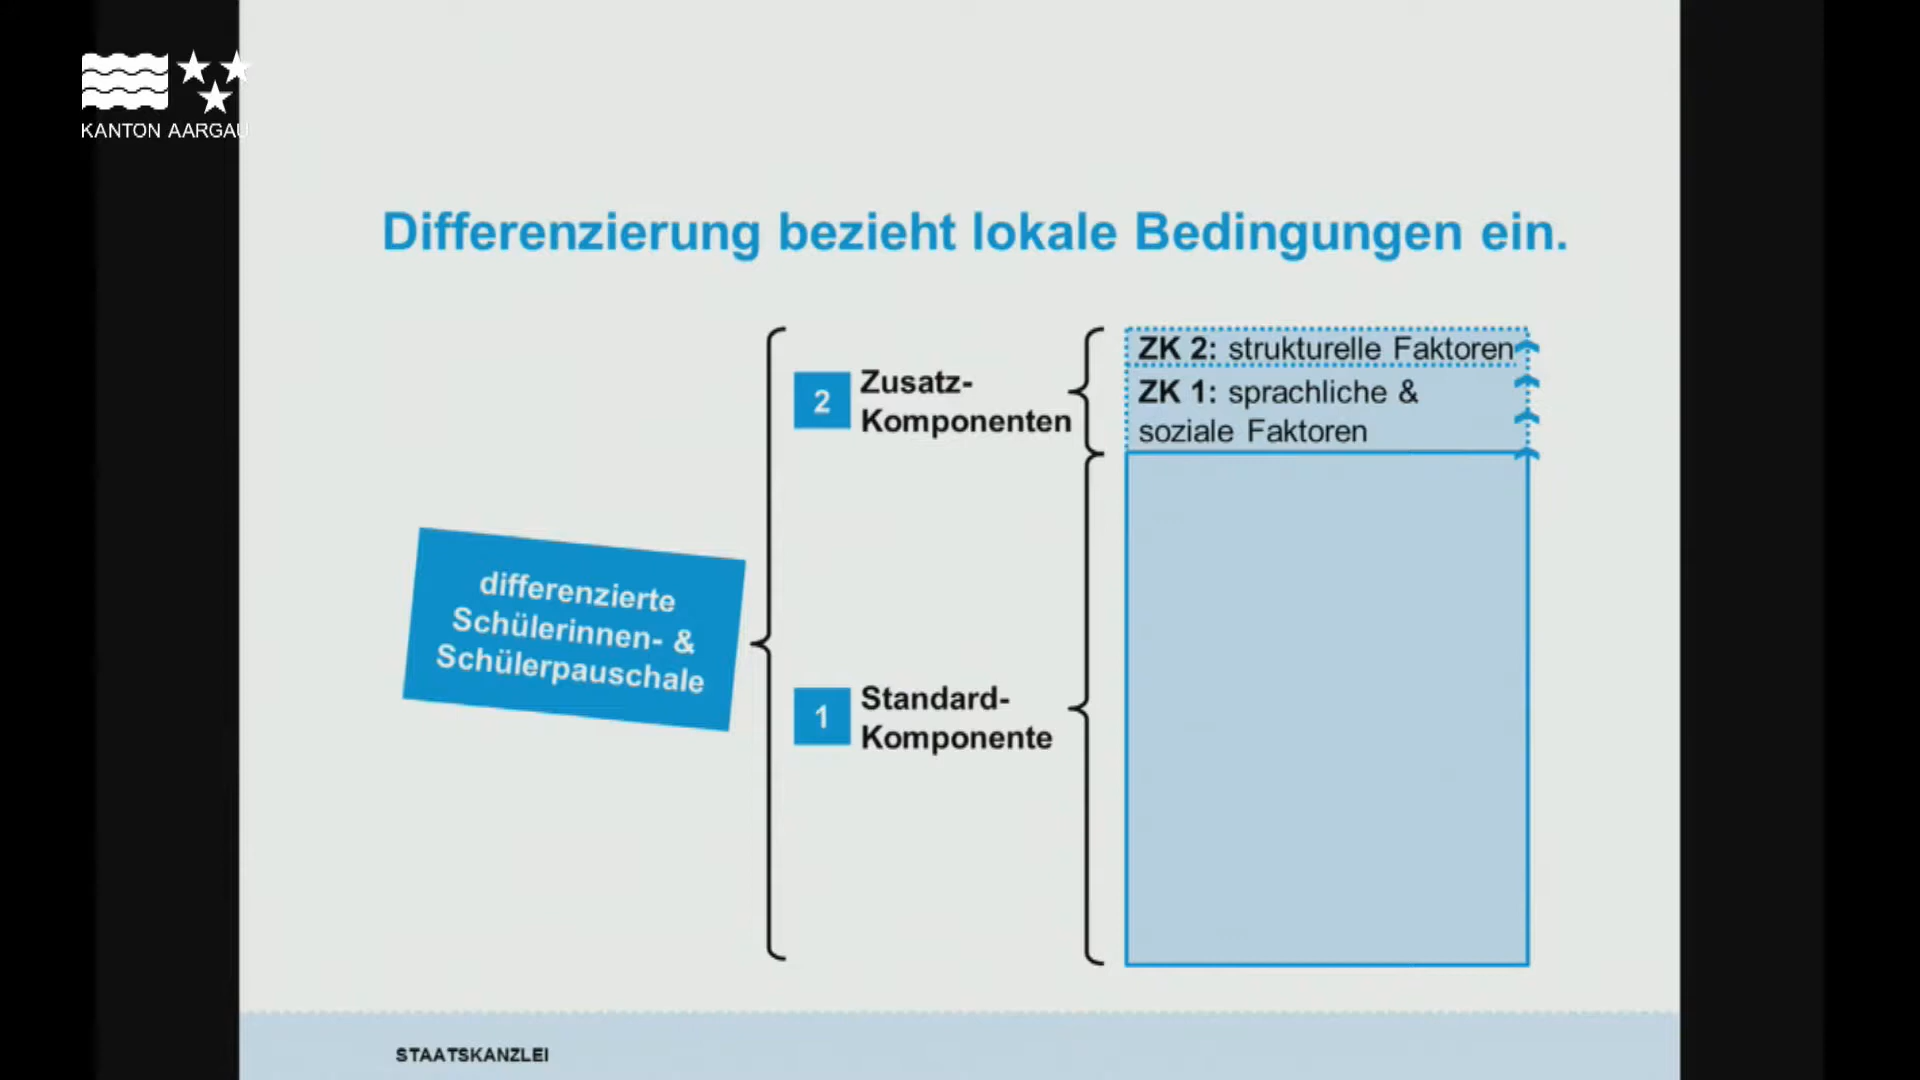 KANTON AARGAU
Differenzierung bezieht lokale Bedingungen ein.
differenzierte
Schülerinnen- &
Schülerpauschale
2
Zusatz-
Komponenten
ZK 2: strukturelle Faktoren
ZK 1: sprachliche &
soziale Faktoren
1
Standard-
Komponente
STAATSKANZLEI